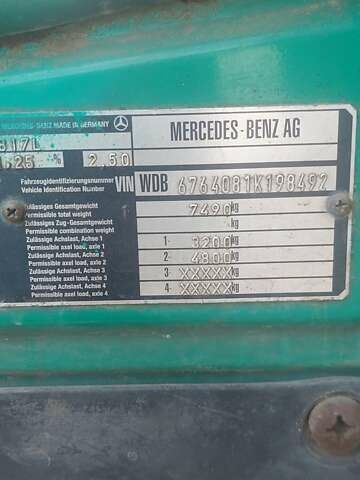 MERCEDES-BENZ MADE IN GERMANY
MERCEDES-BENZ AG
817L
1.25 % 2.50
Fahrzeugidentifizierungsnummer
Vehicle Identification Number
VIN WDB 6764081K198492
Zulässiges Gesamtgewicht
Permissible total weight
7490 kg
Zulässiges Zug-Gesamtgewicht
Permissible combination weight
kg
Zulässige Achslast, Achse 1
Permissible axel load, axle 1
1- 3200 kg
Zulässige Achslast, Achse 2
Permissible axel load, axle 2
2- 4800 kg
Zulässige Achslast, Achse 3
Permissible axel load, axle 3
3- XXXXX kg
Zulässige Achslast, Achse 4
Permissible axel load, axle 4
4- XXXXX kg